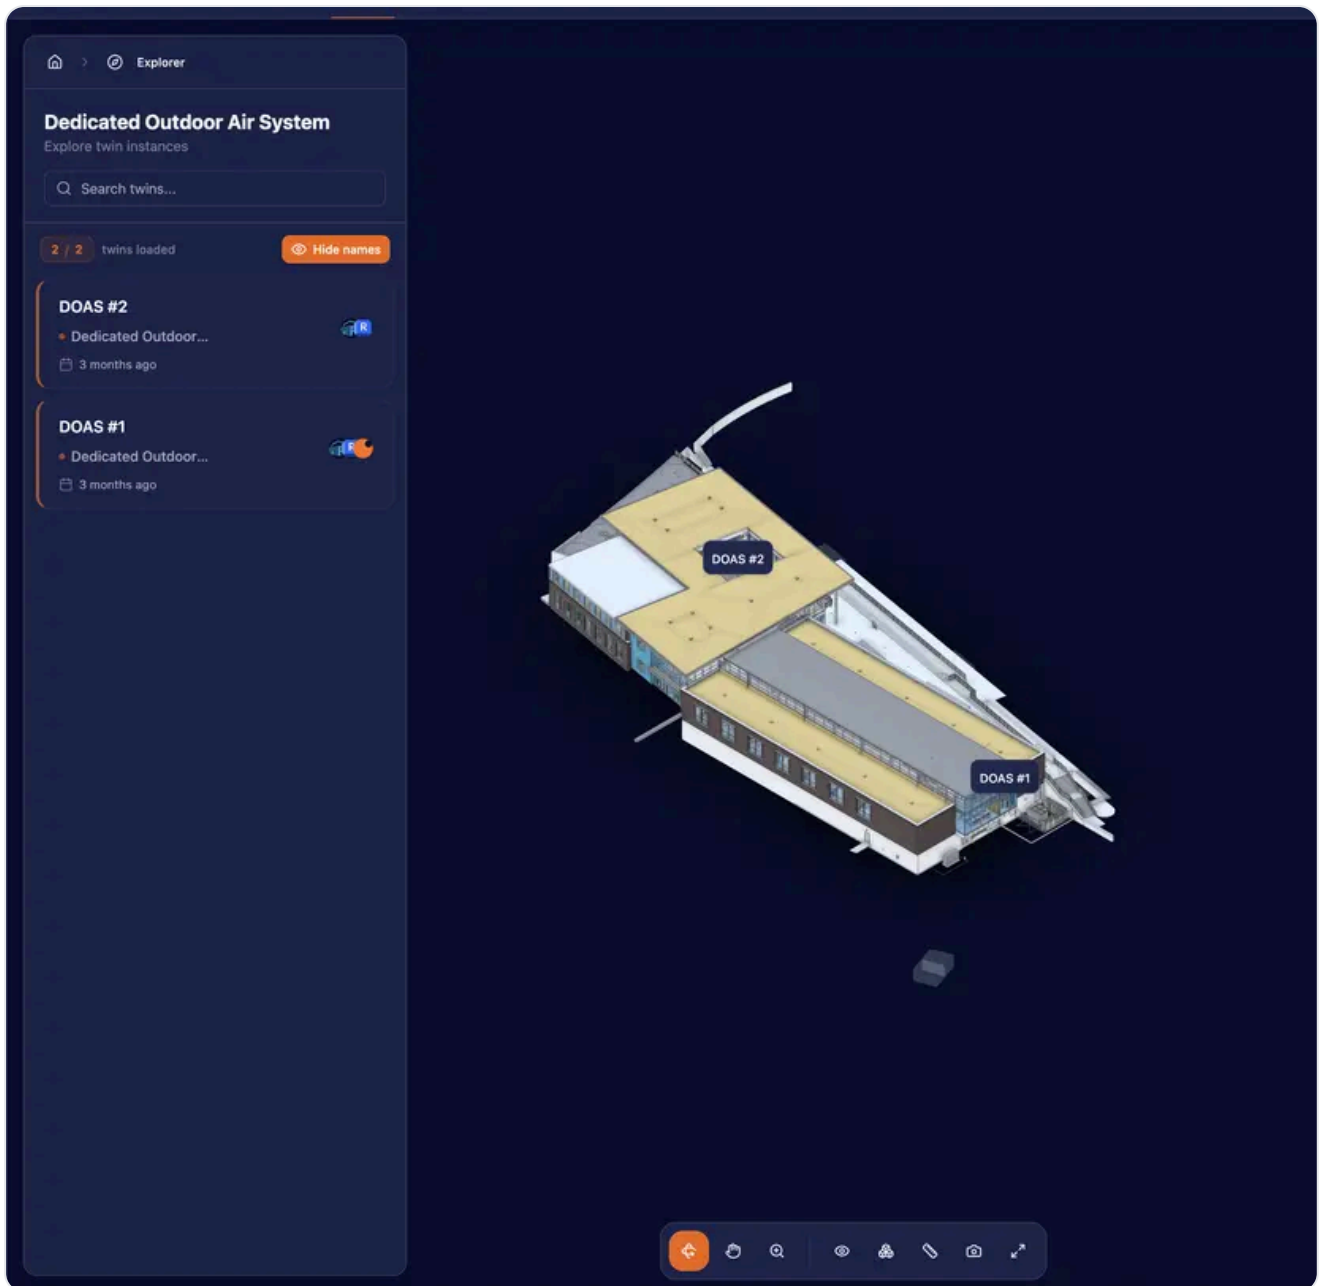 Explorer
Dedicated Outdoor Air System
Explore twin instances
Search twins...
2 / 2 twins loaded
Hide names
DOAS #2
Dedicated Outdoor...
R
3 months ago
DOAS #1
Dedicated Outdoor...
3 months ago
DOAS #2
DOAS #1